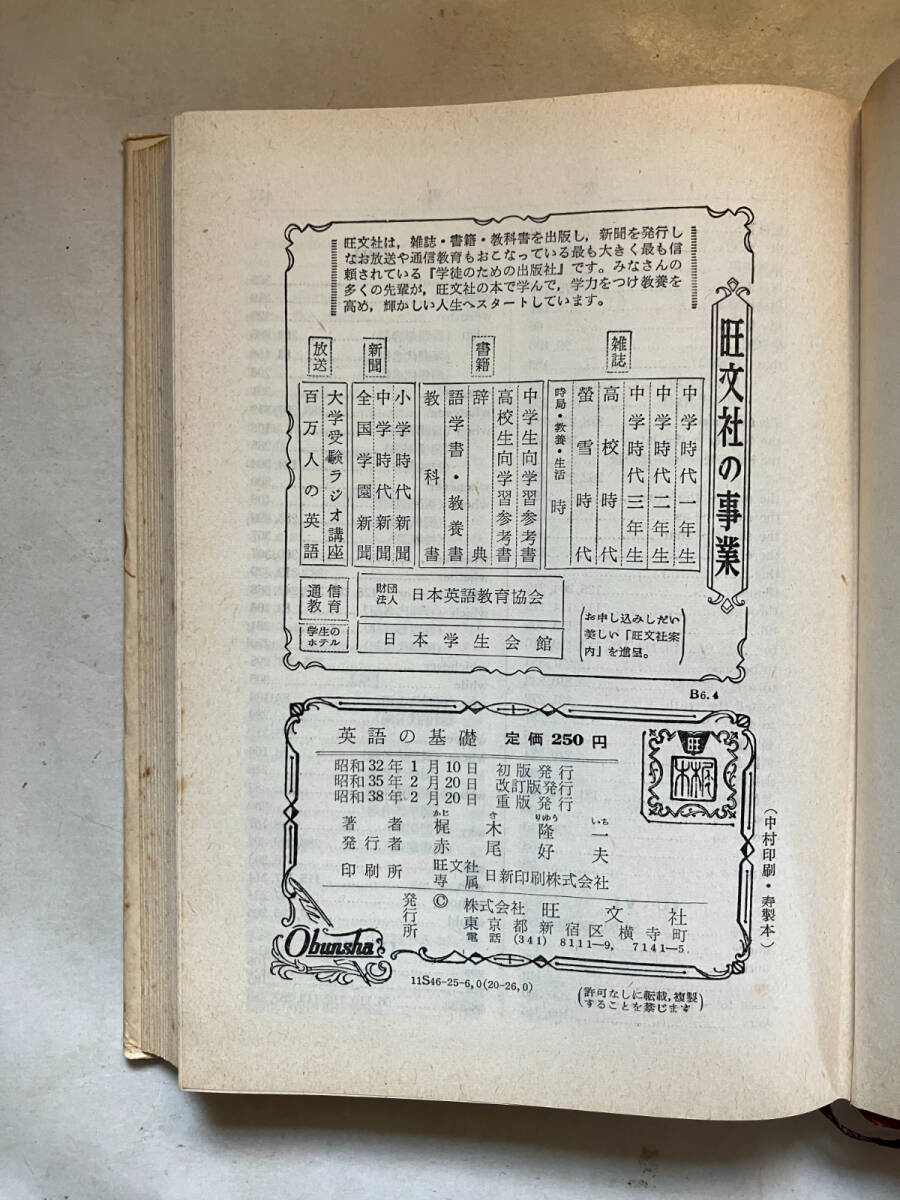 旺文社の事業
旺文社は，雑誌・書籍・教科書を出版し，新聞を発行し
なお放送や通信教育もおこなっている最も大きく最も信
頼されている『学徒のための出版社』です。みなさんの
多くの先輩が，旺文社の本で学んで，学力をつけ教養を
高め，輝かしい人生へスタートしています。
雑誌
中学時代一年生
中学時代二年生
中学時代三年生
高校時代
螢雪時代
時局・教養・生活 時
書籍
中学生向学習参考書
高校生向学習参考書
辞典
語学書・教養書
教科書
新聞
小学時代新聞
中学時代新聞
全国学園新聞
放送
大学受験ラジオ講座
百万人の英語
通信教育
財団法人 日本英語教育協会
学生のホテル
日本学生会館
(お申し込みしだい
美しい「旺文社案
内」を進呈。)
B6.4
英語の基礎 定価 250 円
昭和32年 1 月10日 初版発行
昭和35年 2 月20日 改訂版発行
昭和38年 2 月20日 重版発行
かじ き りゆう いち
著者 梶木隆一
発行者 赤尾好夫
印刷所 旺文社専属 日新印刷株式会社
発行所 © 株式会社 旺文社
東京都新宿区横寺町
電話 (341) 8111—9, 7141—5
Obunsha
旺
(中村印刷・寿製本)
11S46-25-6,0(20-26,0)
(許可なしに転載，複製
することを禁じます)